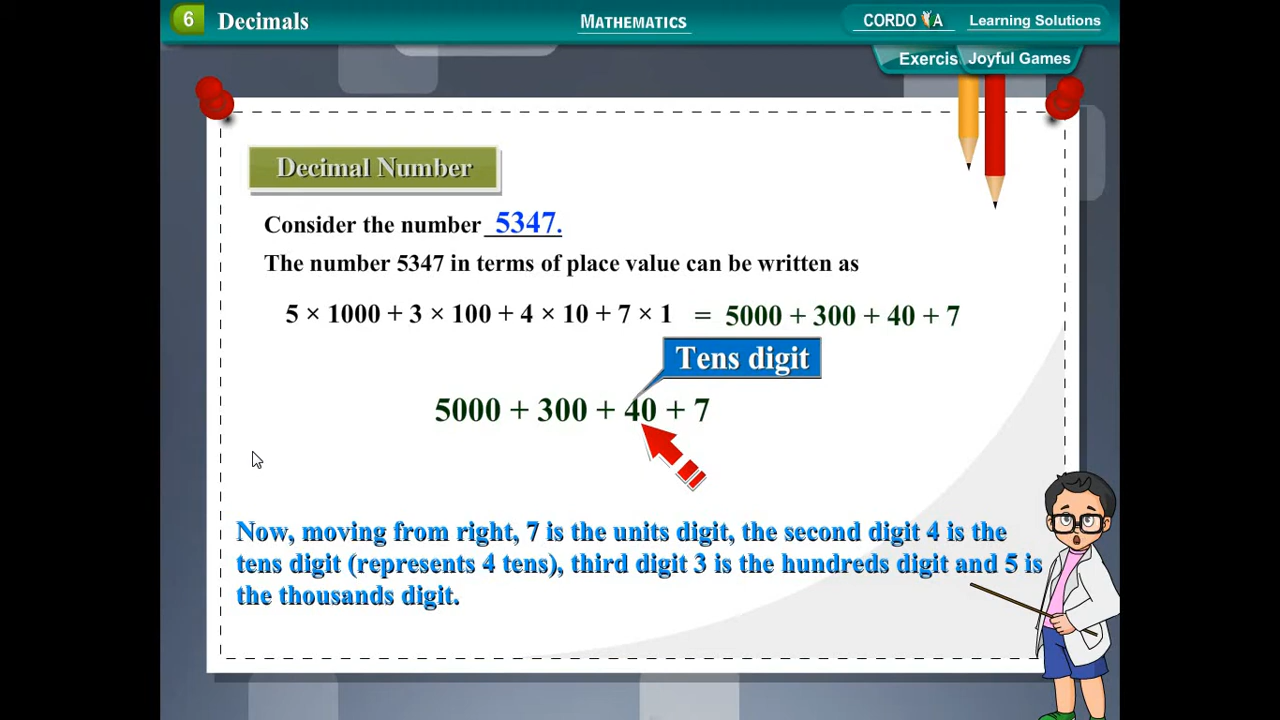 6 Decimals MATHEMATICS CORDOVA Learning Solutions
Exercis Joyful Games
Decimal Number
Consider the number 5347.
The number 5347 in terms of place value can be written as
5 × 1000 + 3 × 100 + 4 × 10 + 7 × 1 = 5000 + 300 + 40 + 7
Tens digit
5000 + 300 + 40 + 7
Now, moving from right, 7 is the units digit, the second digit 4 is the
tens digit (represents 4 tens), third digit 3 is the hundreds digit and 5 is
the thousands digit.